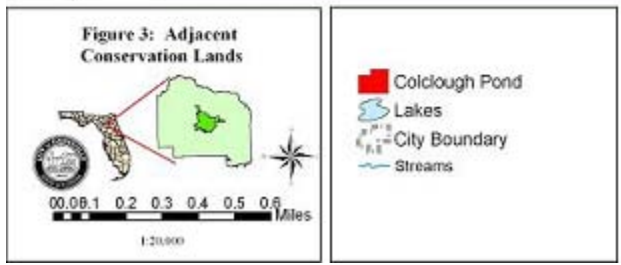 Figure 3: Adjacent
Conservation Lands
00.05.1 0.2 0.3 0.4 0.5 0.6
Miles
1:20,000
Colclough Pond
Lakes
City Boundary
Streams